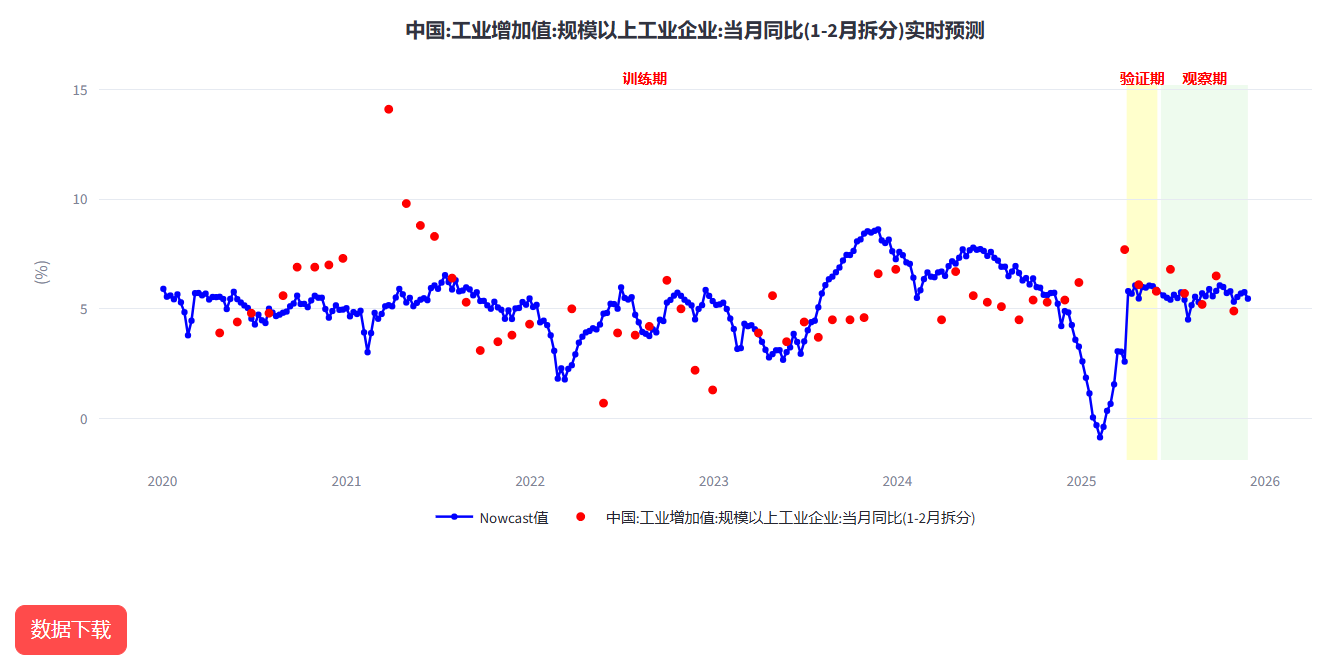 中国:工业增加值:规模以上工业企业:当月同比(1-2月拆分)实时预测
训练期
验证期
观察期
15
10
5
0
(%)
2020
2021
2022
2023
2024
2025
2026
Nowcast值
中国:工业增加值:规模以上工业企业:当月同比(1-2月拆分)
数据下载